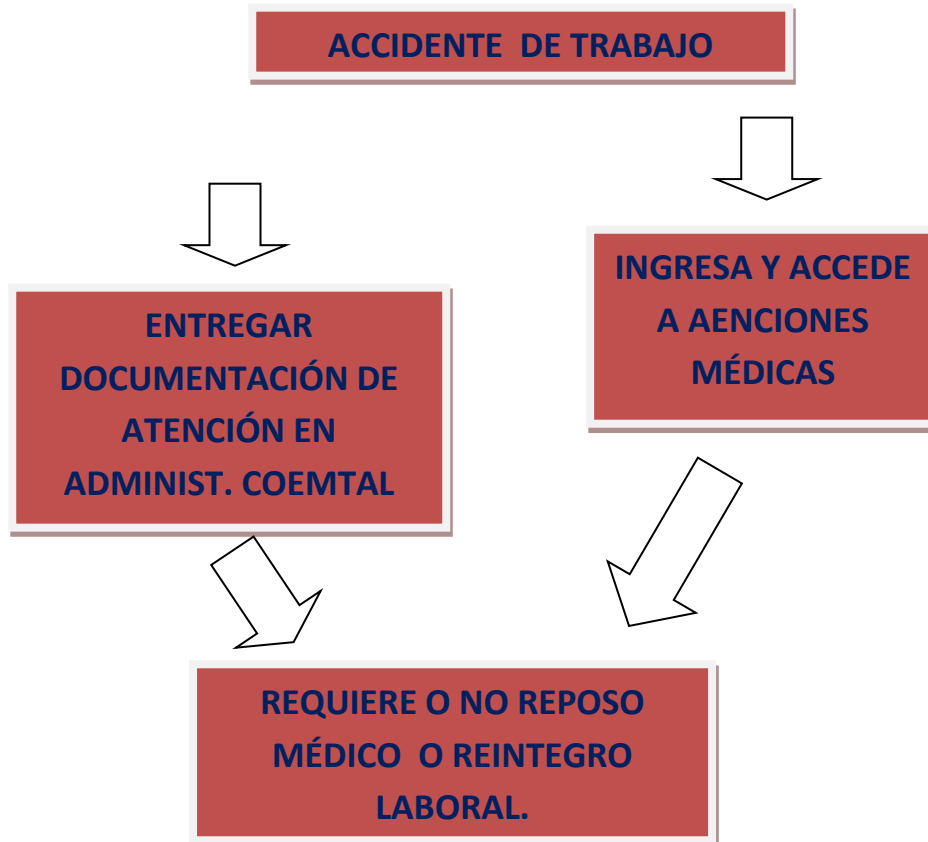 ACCIDENTE DE TRABAJO
ENTREGAR
DOCUMENTACIÓN DE
ATENCIÓN EN
ADMINIST. COEMTAL
INGRESA Y ACCEDE
A AENCIONES
MÉDICAS
REQUIERE O NO REPOSO
MÉDICO O REINTEGRO
LABORAL.